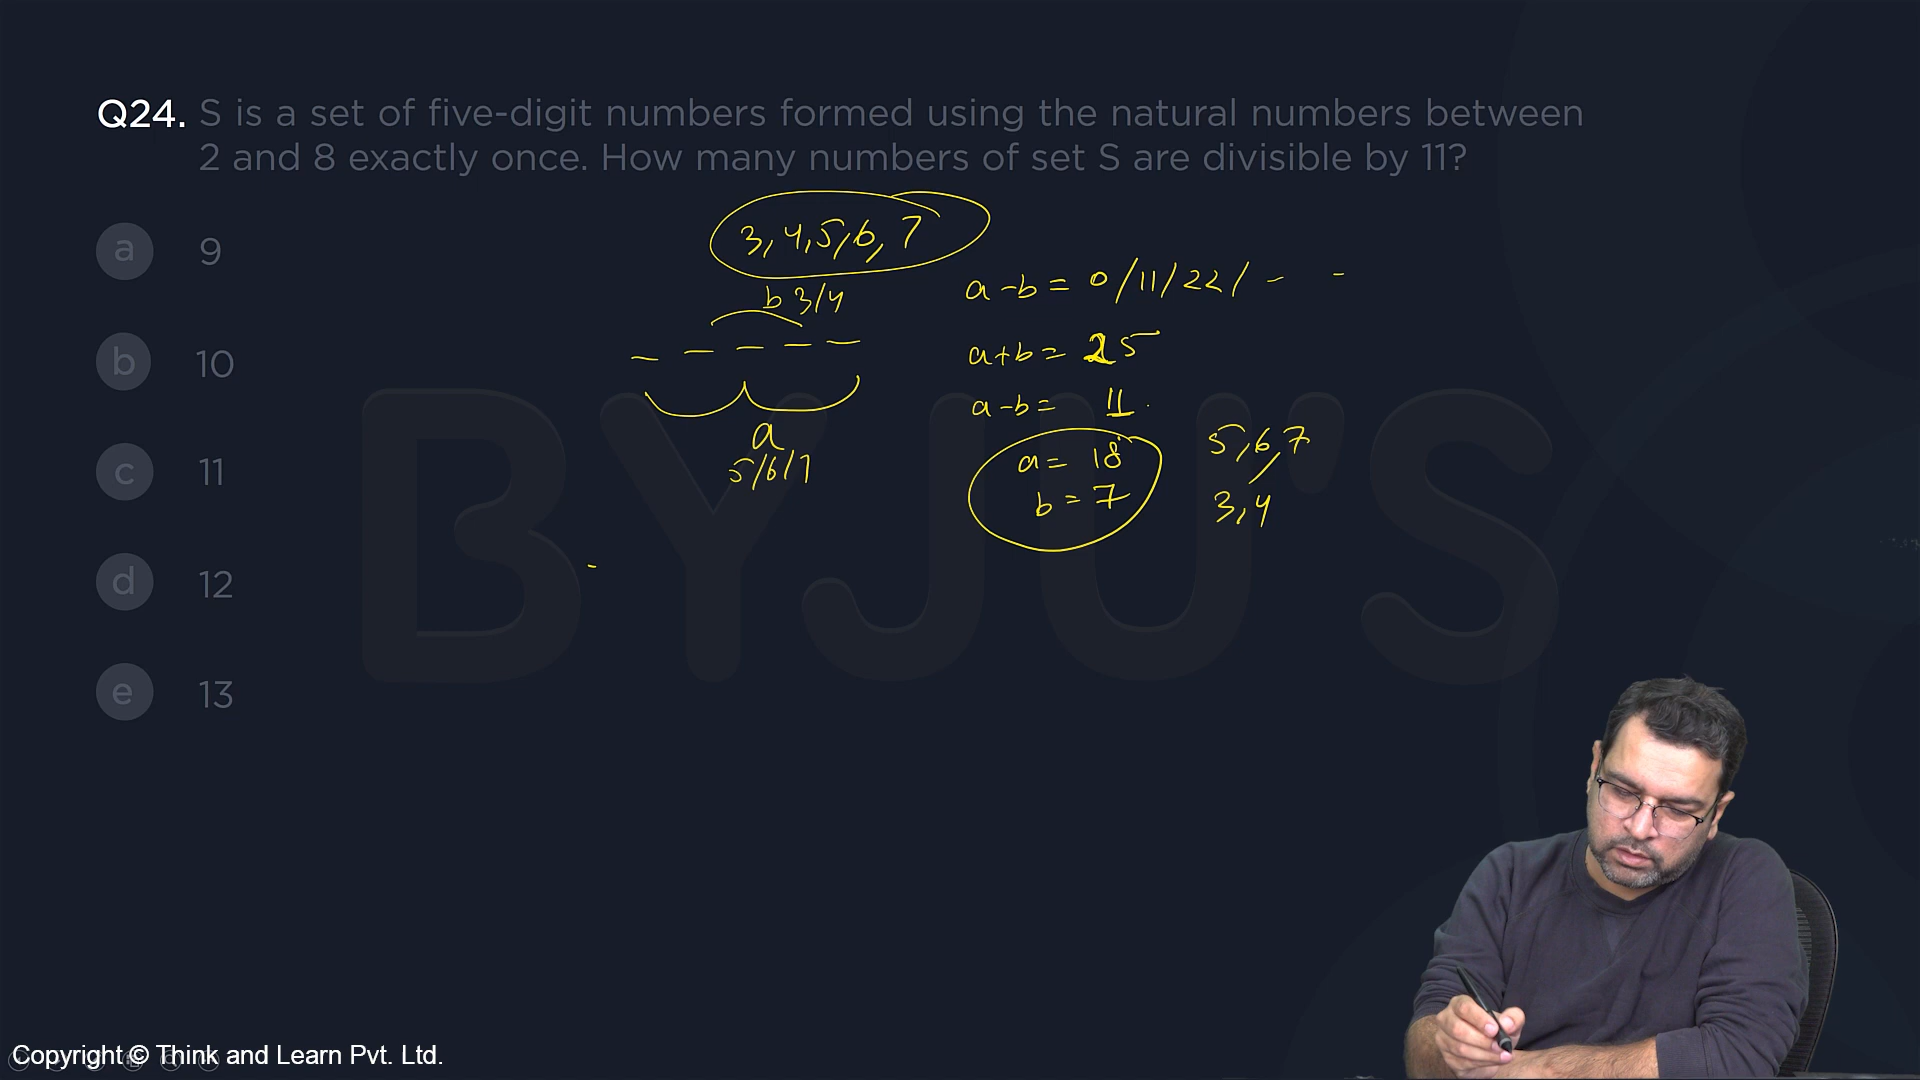 Q24. S is a set of five-digit numbers formed using the natural numbers between
2 and 8 exactly once. How many numbers of set S are divisible by 11?
3, 4, 5, 6, 7
a 9
b 3/4
a-b = 0/11/22/ - -
a+b = 25
b 10
a-b = 11
a
5/6/7
a = 18
b = 7
5, 6, 7
3, 4
c 11
d 12
e 13
BYJU'S
Copyright © Think and Learn Pvt. Ltd.